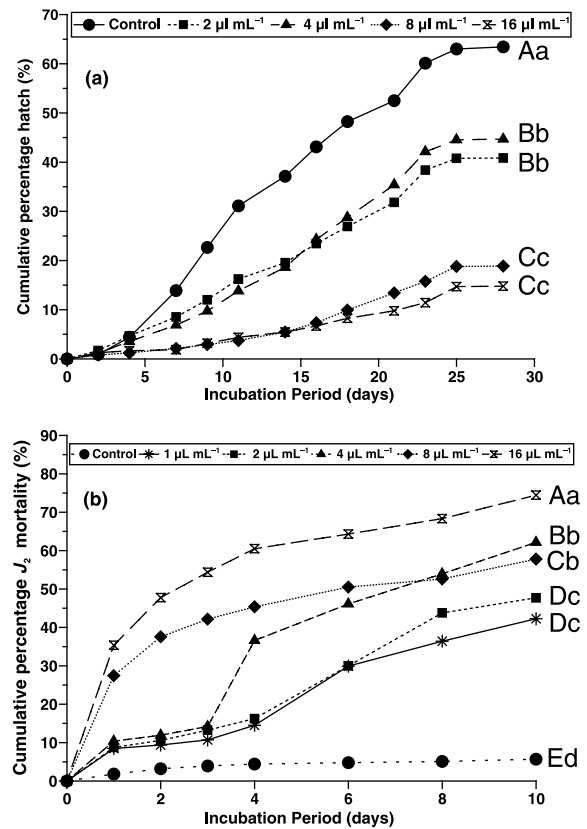 Control 2 µl mL⁻¹ 4 µl mL⁻¹ 8 µl mL⁻¹ 16 µl mL⁻¹
(a)
Cumulative percentage hatch (%)
70
60
50
40
30
20
10
0
Aa
Bb
Bb
Cc
Cc
0 5 10 15 20 25 30
Incubation Period (days)
Control 1 µL mL⁻¹ 2 µL mL⁻¹ 4 µL mL⁻¹ 8 µL mL⁻¹ 16 µL mL⁻¹
(b)
Cumulative percentage J₂ mortality (%)
90
80
70
60
50
40
30
20
10
0
Aa
Bb
Cb
Dc
Dc
Ed
0 2 4 6 8 10
Incubation Period (days)